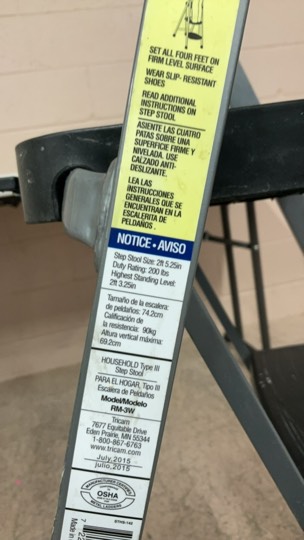 SET ALL FOUR FEET ON
FIRM LEVEL SURFACE
WEAR SLIP- RESISTANT
SHOES
READ ADDITIONAL
INSTRUCTIONS ON
STEP STOOL
ASIENTE LAS CUATRO
PATAS SOBRE UNA
SUPERFICIE FIRME Y
NIVELADA. USE
CALZADO ANTI-
DESLIZANTE.
LEA LAS
INSTRUCCIONES
GENERALES QUE SE
ENCUENTRAN EN LA
ESCALERITA DE
PELDAÑOS.
NOTICE • AVISO
Step Stool Size: 2ft 5.25in
Duty Rating: 200 lbs
Highest Standing Level:
2ft 3.25in
Tamaño de la escalera:
de peldaños: 74.2cm
Calificación de
la resistencia: 90kg
Altura vertical máxima:
69.2cm
HOUSEHOLD Type III
Step Stool
PARA EL HOGAR, Tipo III
Escalera de Peldaños
Model/Modelo
RM-3W
Tricam
7677 Equitable Drive
Eden Prairie, MN 55344
1-800-867-6763
www.tricam.com
July, 2015
julio, 2015
MANUFACTURER CERTIFIES
OSHA
METAL LADDERS
Made in